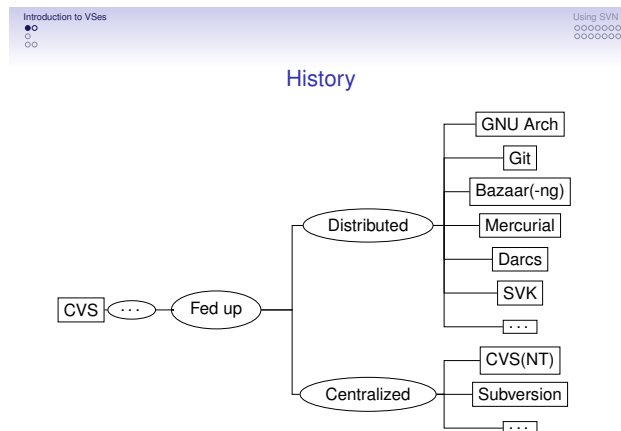 Introduction to VSes
Using SVN
History
GNU Arch
Git
Bazaar(-ng)
Distributed
Mercurial
Darcs
SVK
CVS
...
Fed up
...
CVS(NT)
Centralized
Subversion
...